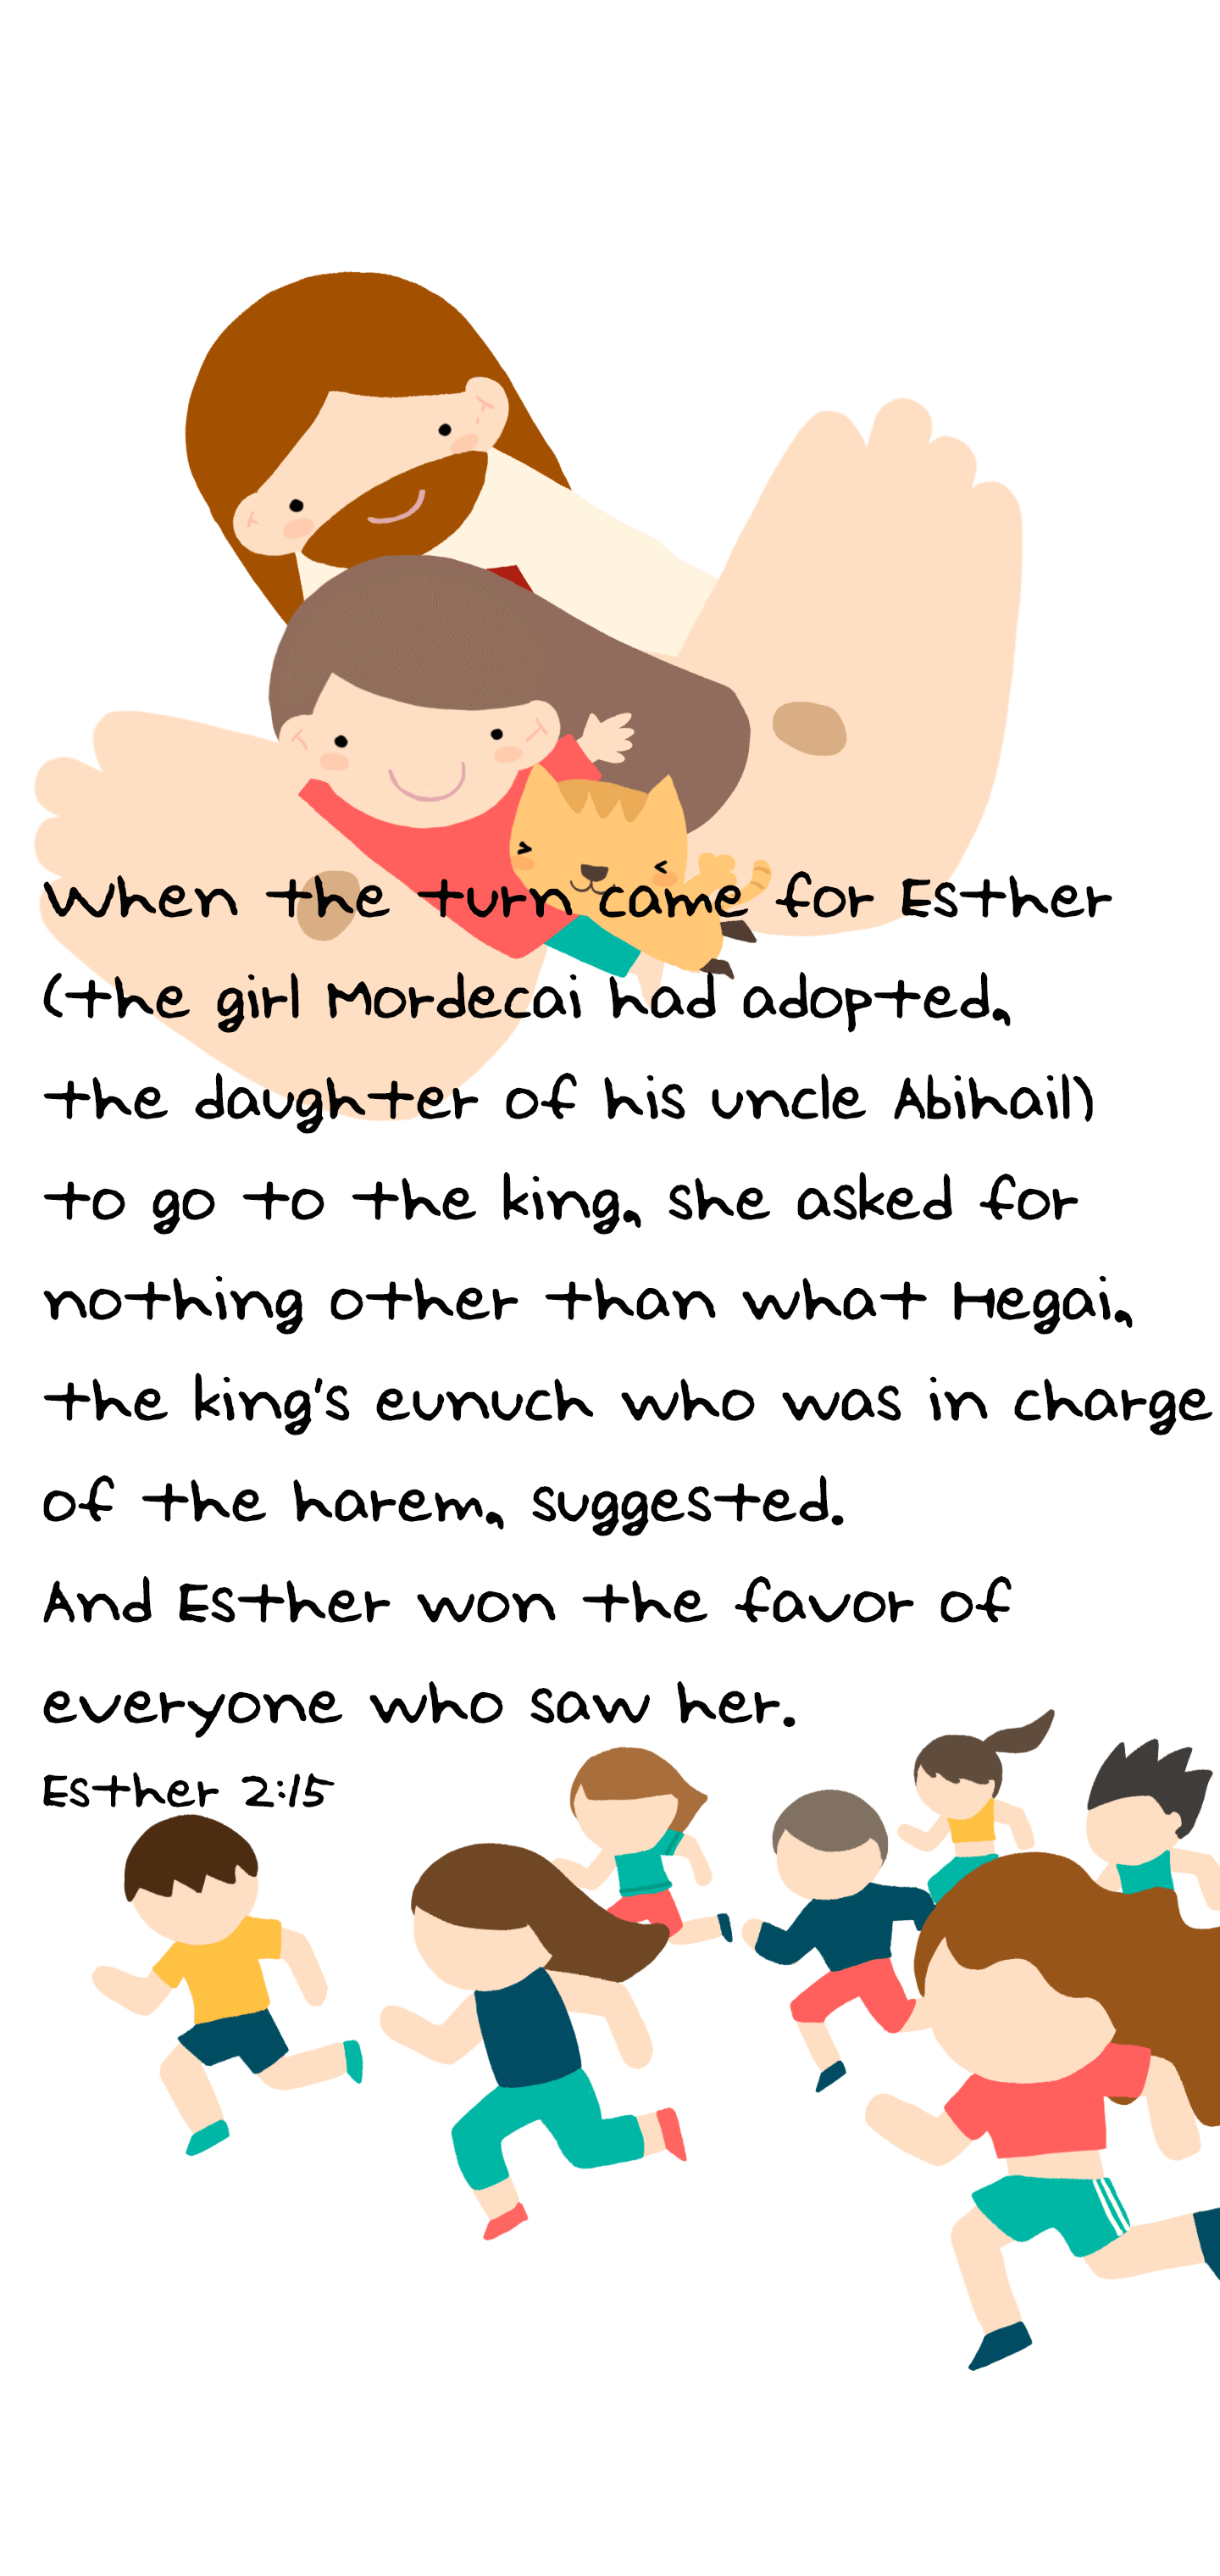 When the turn came for Esther
(the girl Mordecai had adopted,
the daughter of his uncle Abihail)
to go to the king, she asked for
nothing other than what Hegai,
the king's eunuch who was in charge
of the harem, suggested.
And Esther won the favor of
everyone who saw her.
Esther 2:15